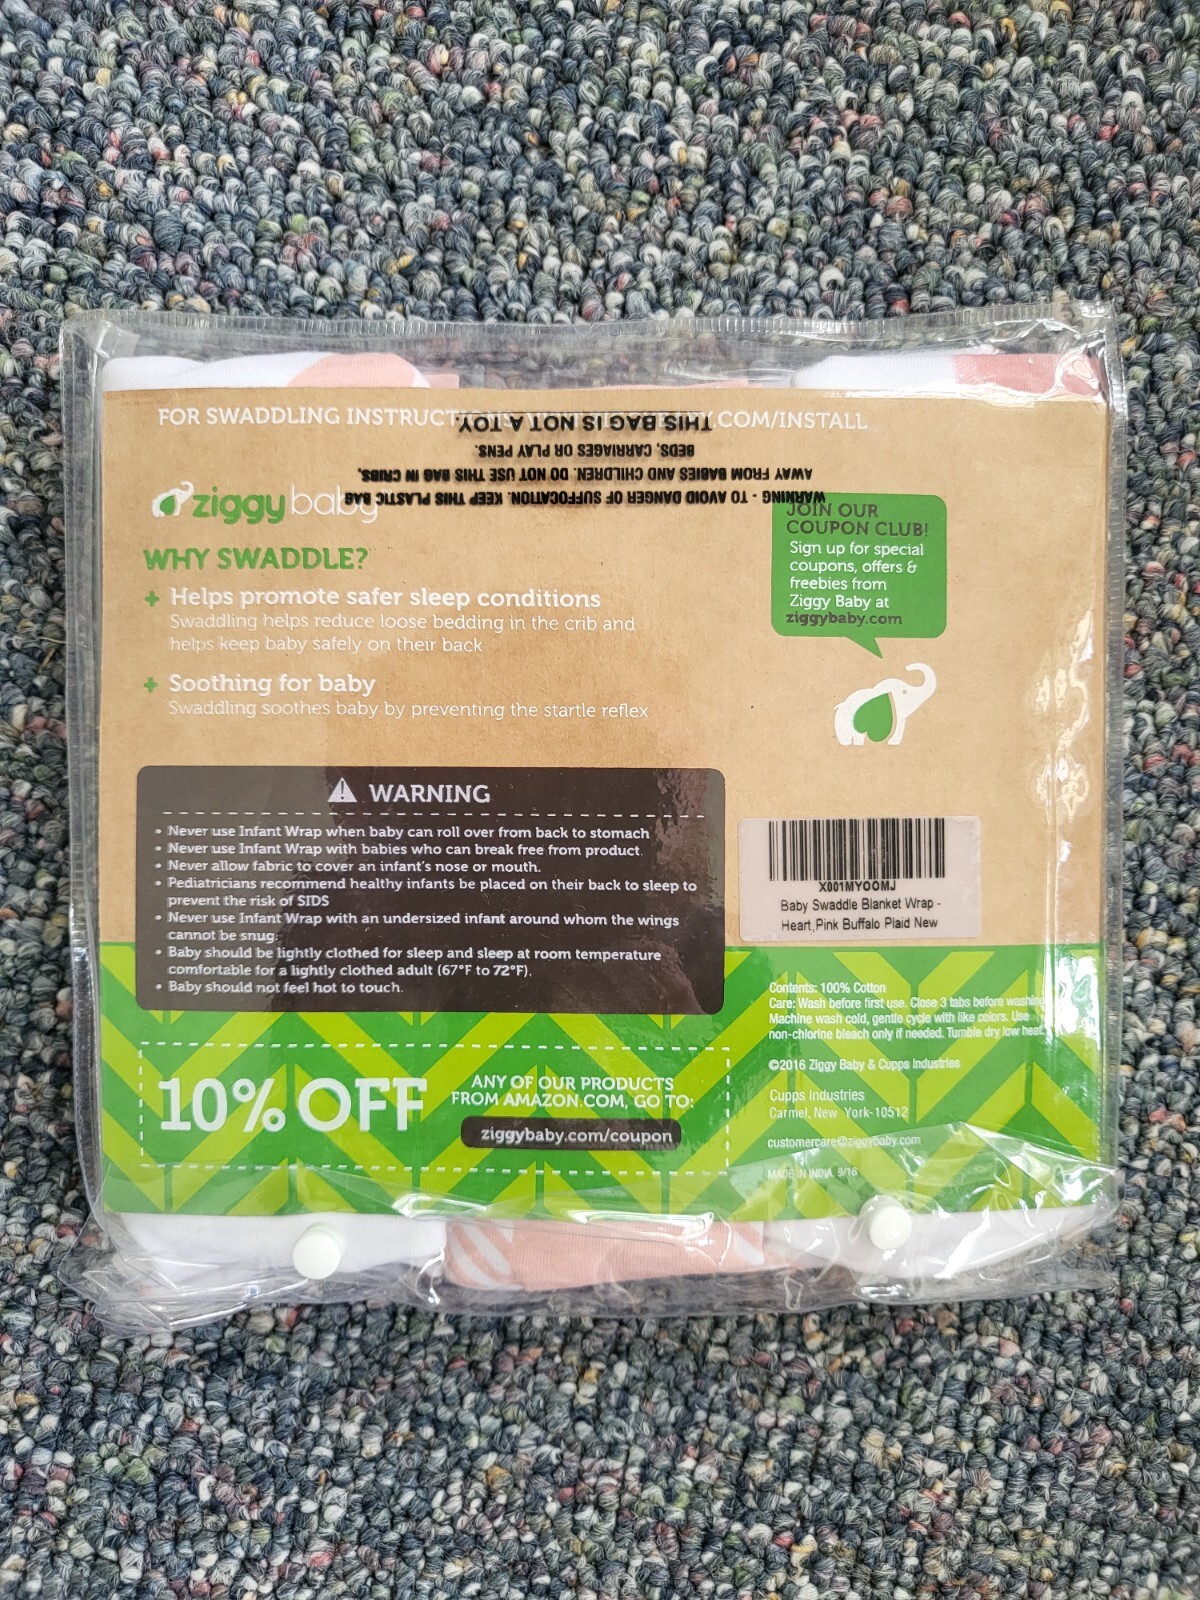 FOR SWADDLING INSTRUCTIONS .COM/INSTALL
THIS BAG IS NOT A TOY.
BEDS, CARRIAGES OR PLAY PENS.
AWAY FROM BABIES AND CHILDREN. DO NOT USE THIS BAG IN CRIBS,
WARNING - TO AVOID DANGER OF SUFFOCATION. KEEP THIS PLASTIC BAG
ziggy baby
WHY SWADDLE?
+ Helps promote safer sleep conditions
Swaddling helps reduce loose bedding in the crib and
helps keep baby safely on their back
+ Soothing for baby
Swaddling soothes baby by preventing the startle reflex
JOIN OUR
COUPON CLUB!
Sign up for special
coupons, offers &
freebies from
Ziggy Baby at
ziggybaby.com
WARNING
• Never use Infant Wrap when baby can roll over from back to stomach
• Never use Infant Wrap with babies who can break free from product.
• Never allow fabric to cover an infant's nose or mouth.
• Pediatricians recommend healthy infants be placed on their back to sleep to
prevent the risk of SIDS
• Never use Infant Wrap with an undersized infant around whom the wings
cannot be snug.
• Baby should be lightly clothed for sleep and sleep at room temperature
comfortable for a lightly clothed adult (67°F to 72°F).
• Baby should not feel hot to touch.
X001MYOOMJ
Baby Swaddle Blanket Wrap -
Heart,Pink Buffalo Plaid New
Contents: 100% Cotton
Care: Wash before first use. Close 3 tabs before washing
Machine wash cold, gentle cycle with like colors. Use
non-chlorine bleach only if needed. Tumble dry low heat.
©2016 Ziggy Baby & Cupps Industries
Cupps Industries
Carmel, New York-10512
customercare@ziggybaby.com
MADE IN INDIA 9/16
10% OFF
ANY OF OUR PRODUCTS
FROM AMAZON.COM, GO TO:
ziggybaby.com/coupon